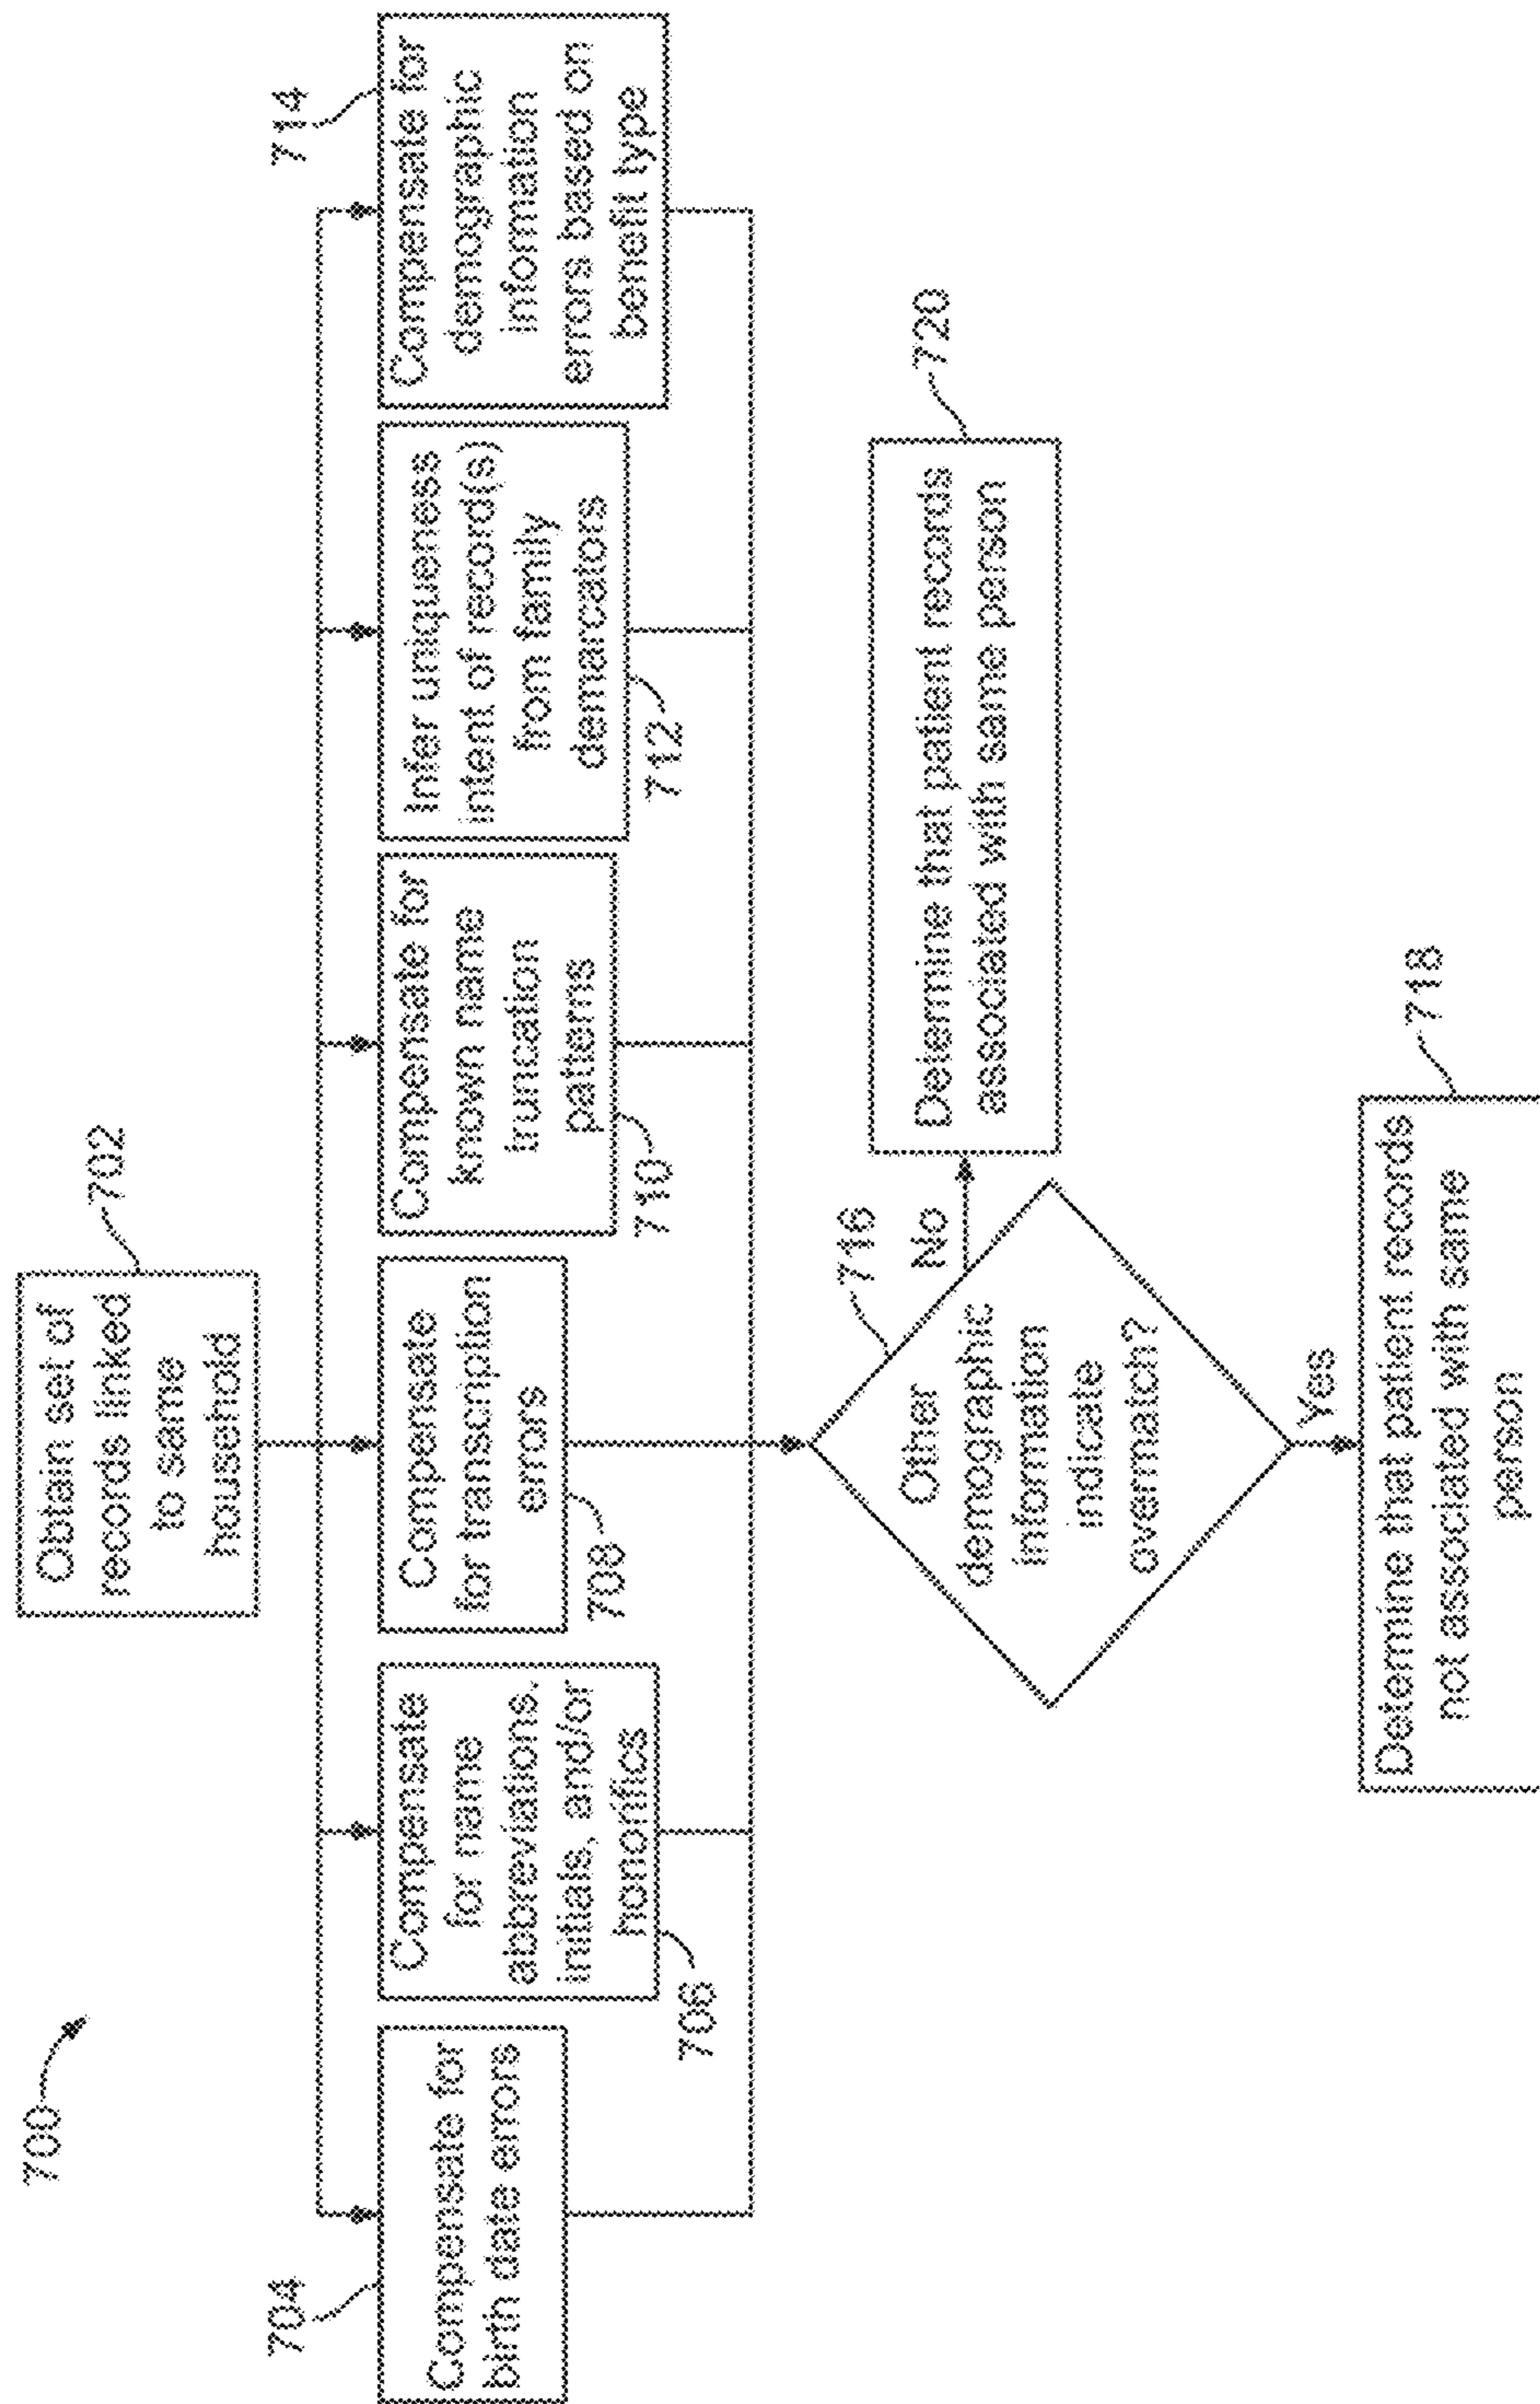 700
Obtain set of
records linked
to same
household
702
704
Compensate for
birth date errors
Compensate
for name
abbreviations,
initials, and/or
honorifics
706
Compensate
for transcription
errors
708
Compensate for
known name
truncation
patterns
710
Infer uniqueness
intent of record(s)
from family
demarcators
712
714
Compensate for
demographic
information
errors based on
benefit type
Other
demographic
information
indicate
overmatch?
716
No
Determine that patient records
associated with same person
720
Yes
Determine that patient records
not associated with same
person
718